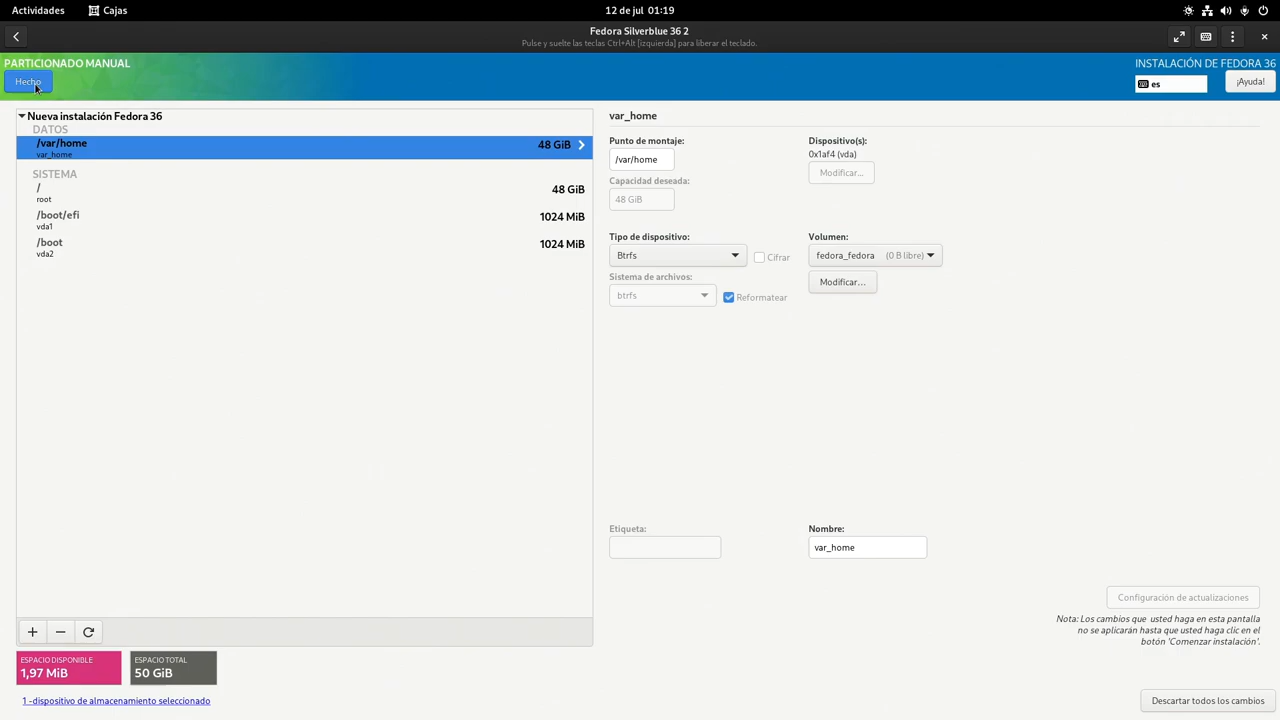 Actividades
Cajas
12 de jul 01:19
Fedora Silverblue 36 2
Pulse y suelte las teclas Ctrl+Alt [izquierda] para liberar el teclado.
PARTICIONADO MANUAL
INSTALACIÓN DE FEDORA 36
Hecho
es
¡Ayuda!
Nueva instalación Fedora 36
DATOS
/var/home
48 GiB
var_home
SISTEMA
/
48 GiB
root
/boot/efi
1024 MiB
vda1
/boot
1024 MiB
vda2
var_home
Punto de montaje:
Dispositivo(s):
/var/home
0x1af4 (vda)
Modificar...
Capacidad deseada:
48 GiB
Tipo de dispositivo:
Volumen:
Btrfs
Cifrar
fedora_fedora (0 B libre)
Sistema de archivos:
Modificar...
btrfs
Reformatear
Etiqueta:
Nombre:
var_home
Configuración de actualizaciones
Nota: Los cambios que usted haga en esta pantalla
no se aplicarán hasta que usted haga clic en el
botón 'Comenzar instalación'.
ESPACIO DISPONIBLE
1,97 MiB
ESPACIO TOTAL
50 GiB
1 -dispositivo de almacenamiento seleccionado
Descartar todos los cambios